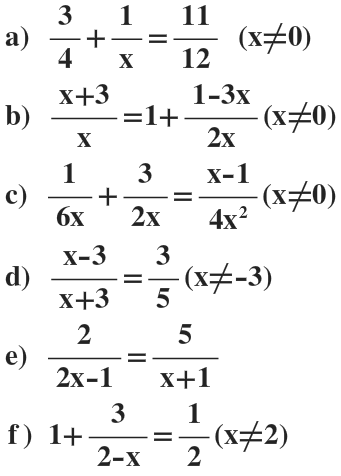 a) 3/4 + 1/x = 11/12 (x≠0)
b) x+3/x = 1+ 1-3x/2x (x≠0)
c) 1/6x + 3/2x = x-1/4x² (x≠0)
d) x-3/x+3 = 3/5 (x≠-3)
e) 2/2x-1 = 5/x+1
f) 1+ 3/2-x = 1/2 (x≠2)